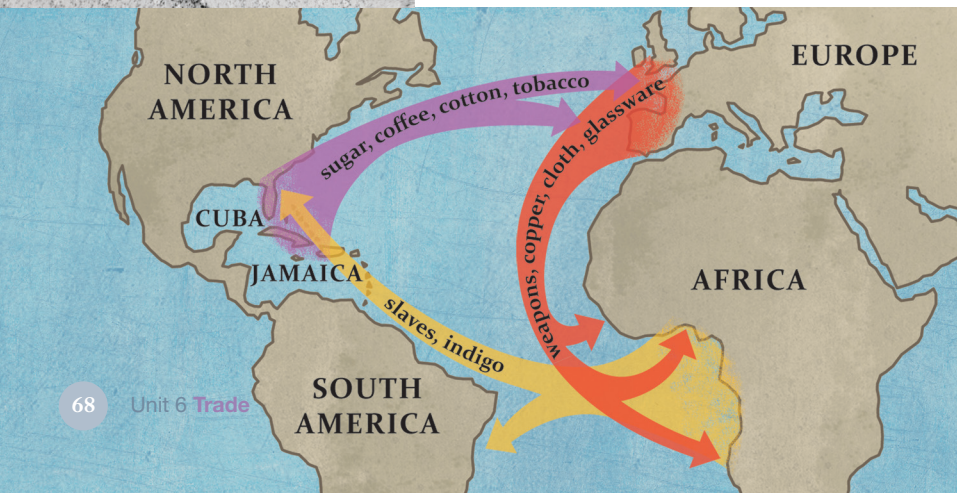 NORTH
AMERICA
EUROPE
sugar, coffee, cotton, tobacco
weapons, copper, cloth, glassware
CUBA
JAMAICA
AFRICA
slaves, indigo
SOUTH
AMERICA
68 Unit 6 Trade